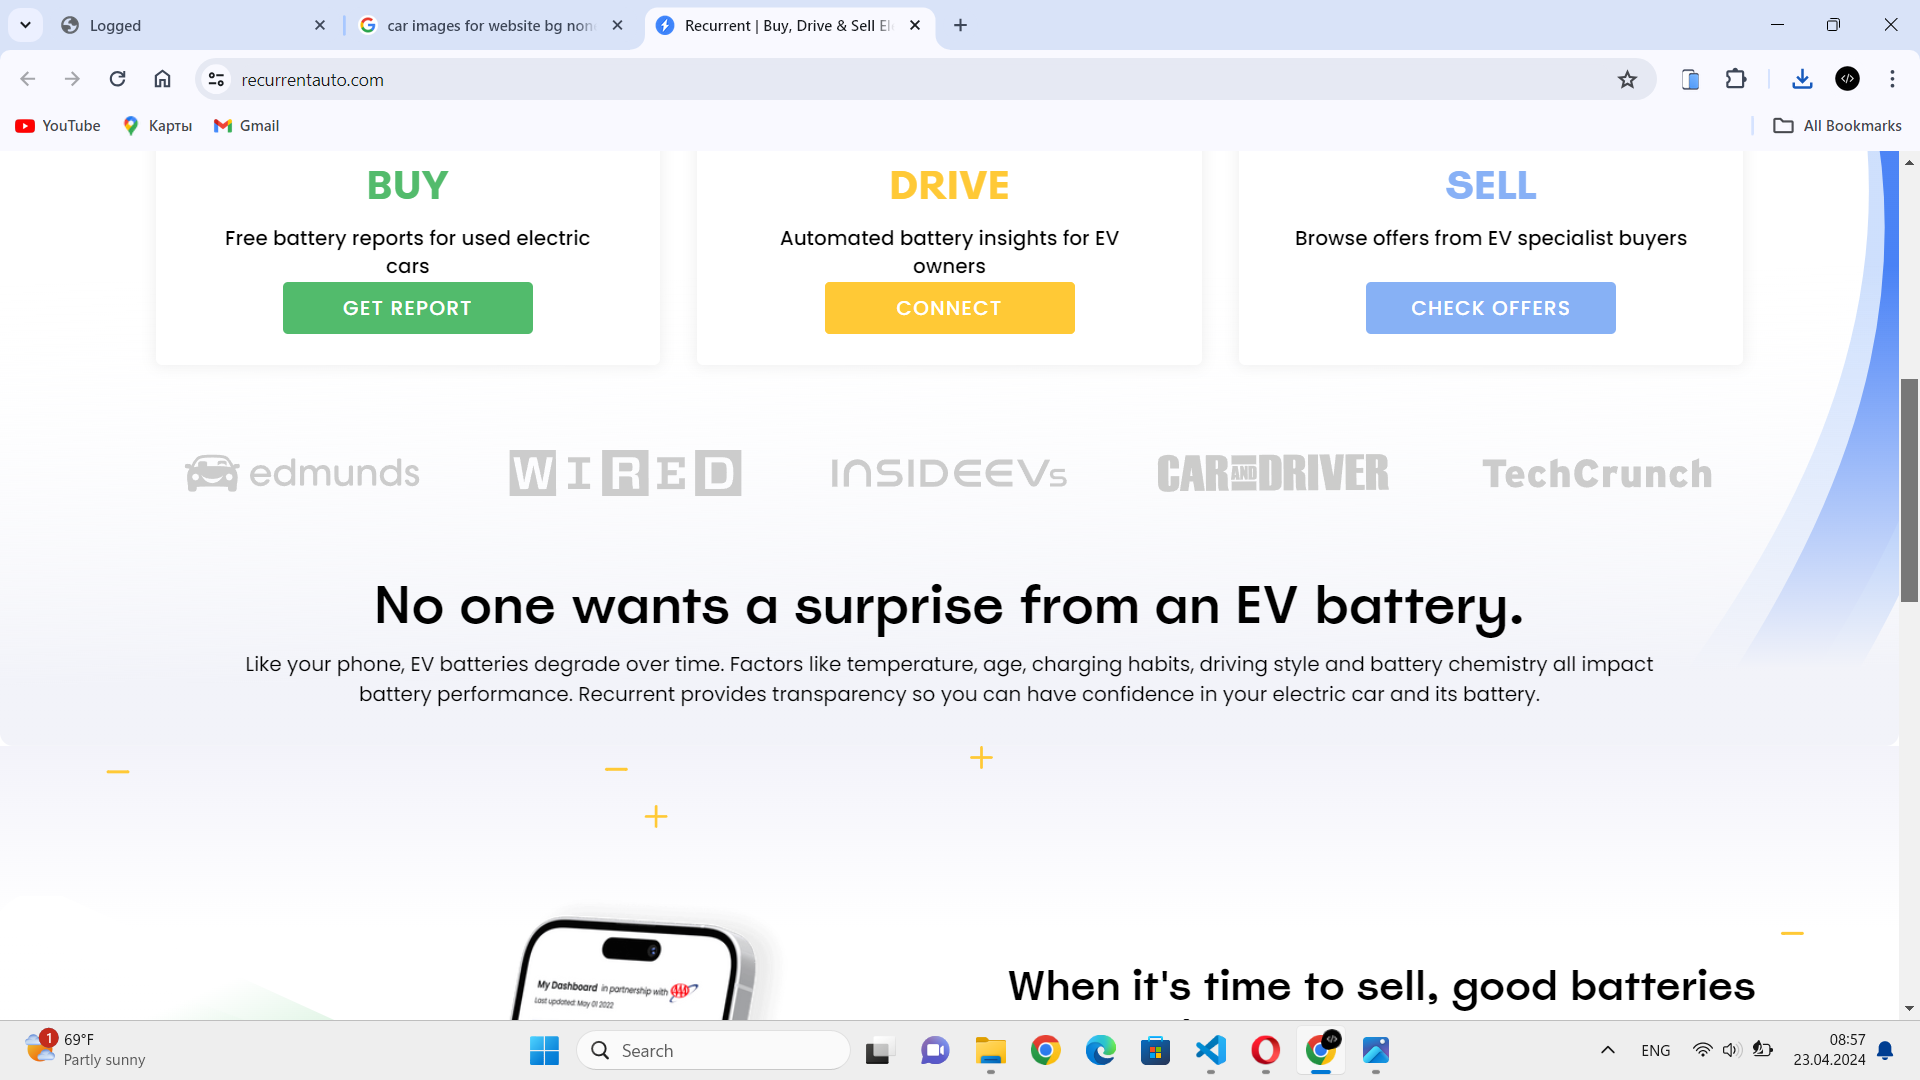 Logged
car images for website bg non
Recurrent | Buy, Drive & Sell El
recurrentauto.com
YouTube
Карты
Gmail
All Bookmarks
BUY
Free battery reports for used electric
cars
GET REPORT
DRIVE
Automated battery insights for EV
owners
CONNECT
SELL
Browse offers from EV specialist buyers
CHECK OFFERS
edmunds
WIRED
INSIDEEVs
CAR AND DRIVER
TechCrunch
No one wants a surprise from an EV battery.
Like your phone, EV batteries degrade over time. Factors like temperature, age, charging habits, driving style and battery chemistry all impact
battery performance. Recurrent provides transparency so you can have confidence in your electric car and its battery.
My Dashboard in partnership with AAA
Last updated: May 01 2022
When it's time to sell, good batteries
1
69°F
Partly sunny
Search
ENG
08:57
23.04.2024